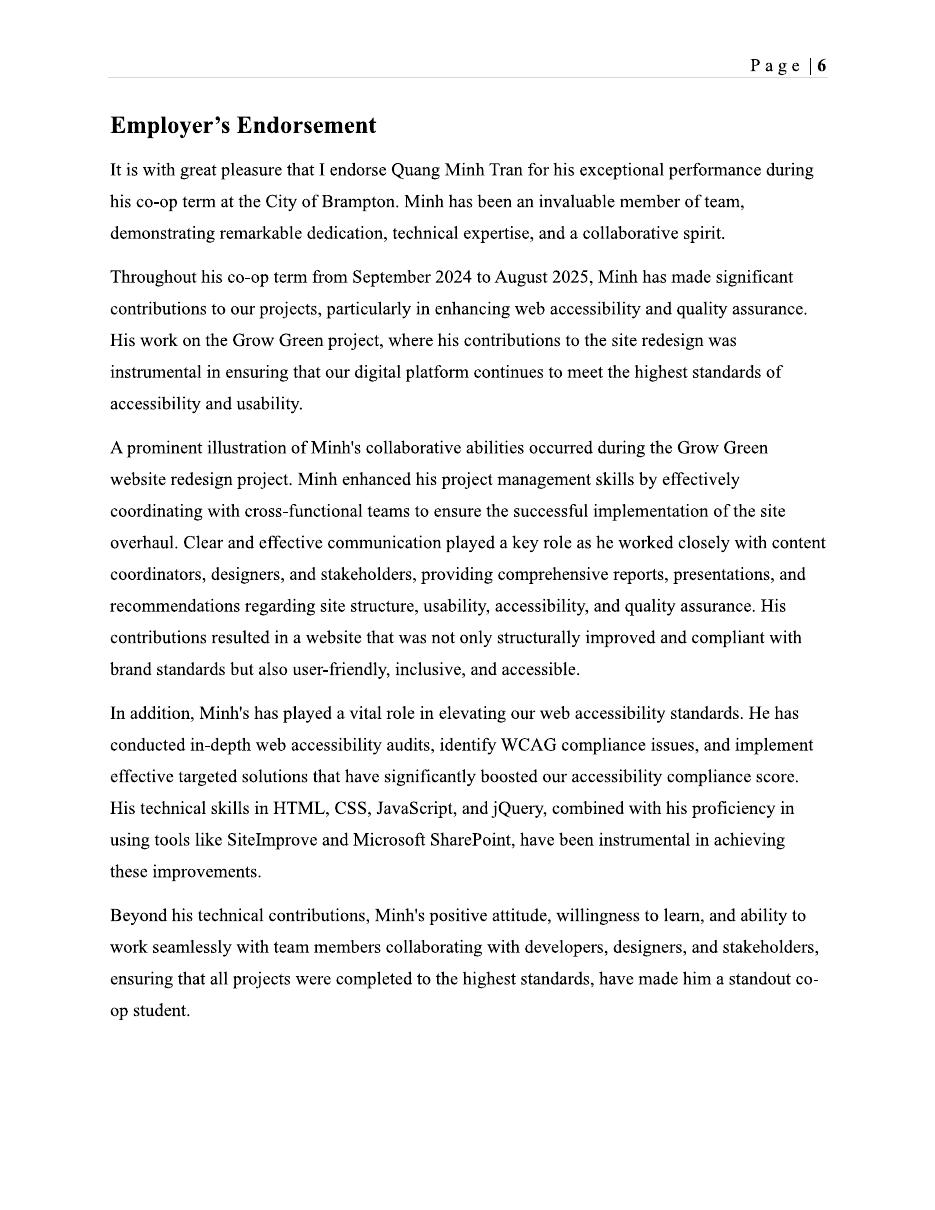 Page | 6
Employer’s Endorsement
It is with great pleasure that I endorse Quang Minh Tran for his exceptional performance during
his co-op term at the City of Brampton. Minh has been an invaluable member of team,
demonstrating remarkable dedication, technical expertise, and a collaborative spirit.
Throughout his co-op term from September 2024 to August 2025, Minh has made significant
contributions to our projects, particularly in enhancing web accessibility and quality assurance.
His work on the Grow Green project, where his contributions to the site redesign was
instrumental in ensuring that our digital platform continues to meet the highest standards of
accessibility and usability.
A prominent illustration of Minh's collaborative abilities occurred during the Grow Green
website redesign project. Minh enhanced his project management skills by effectively
coordinating with cross-functional teams to ensure the successful implementation of the site
overhaul. Clear and effective communication played a key role as he worked closely with content
coordinators, designers, and stakeholders, providing comprehensive reports, presentations, and
recommendations regarding site structure, usability, accessibility, and quality assurance. His
contributions resulted in a website that was not only structurally improved and compliant with
brand standards but also user-friendly, inclusive, and accessible.
In addition, Minh's has played a vital role in elevating our web accessibility standards. He has
conducted in-depth web accessibility audits, identify WCAG compliance issues, and implement
effective targeted solutions that have significantly boosted our accessibility compliance score.
His technical skills in HTML, CSS, JavaScript, and jQuery, combined with his proficiency in
using tools like SiteImprove and Microsoft SharePoint, have been instrumental in achieving
these improvements.
Beyond his technical contributions, Minh's positive attitude, willingness to learn, and ability to
work seamlessly with team members collaborating with developers, designers, and stakeholders,
ensuring that all projects were completed to the highest standards, have made him a standout co-
op student.